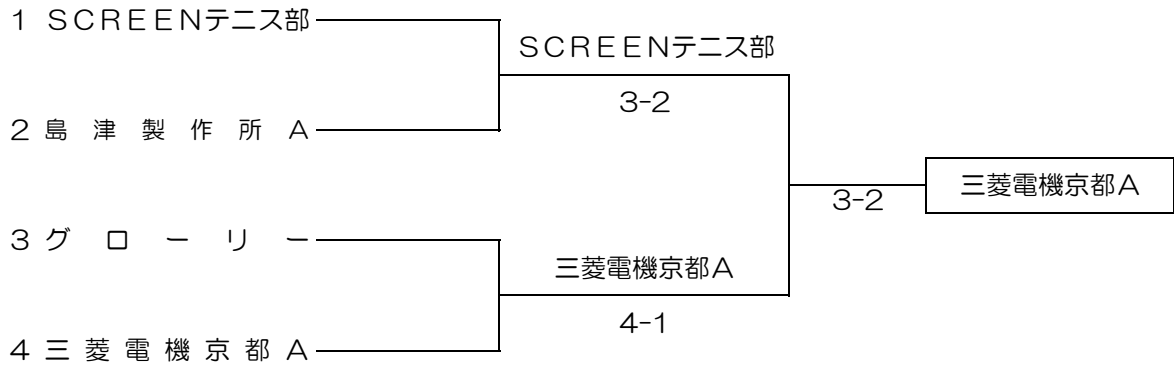 1 SCREENテニス部
SCREENテニス部
3-2
2 島津製作所A
三菱電機京都A
3-2
3 グローリー
三菱電機京都A
4-1
4 三菱電機京都A